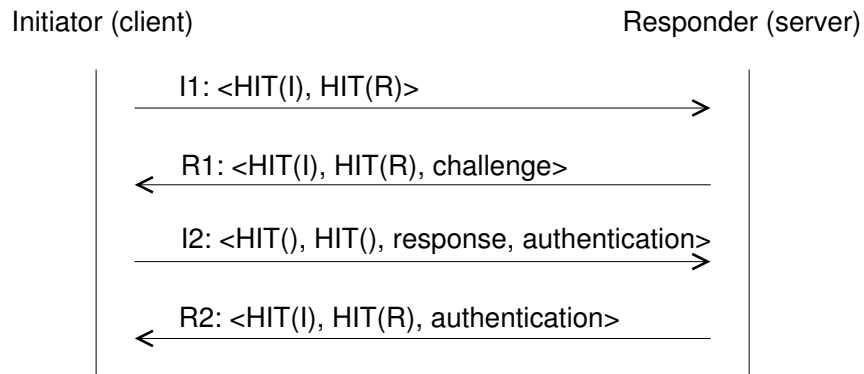 Initiator (client) Responder (server)
I1: <HIT(I), HIT(R)>
R1: <HIT(I), HIT(R), challenge>
I2: <HIT(), HIT(), response, authentication>
R2: <HIT(I), HIT(R), authentication>